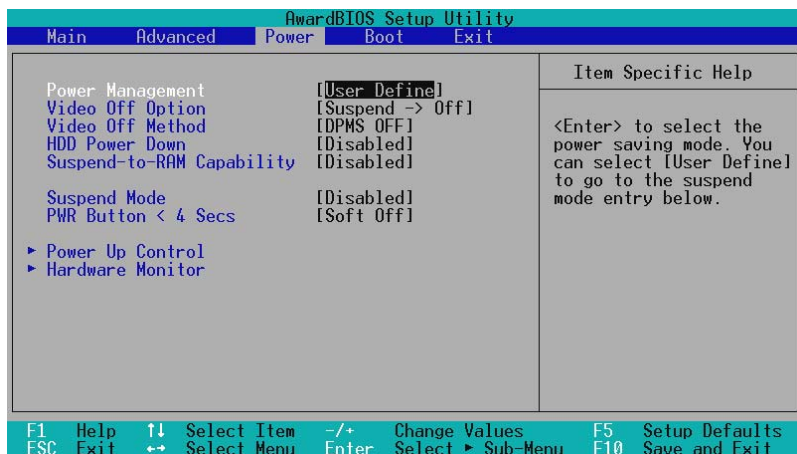 AwardBIOS Setup Utility
Main Advanced Power Boot Exit
Power Management [User Define]
Video Off Option [Suspend -> Off]
Video Off Method [DPMS OFF]
HDD Power Down [Disabled]
Suspend-to-RAM Capability [Disabled]
Suspend Mode [Disabled]
PWR Button < 4 Secs [Soft Off]
► Power Up Control
► Hardware Monitor
Item Specific Help
<Enter> to select the
power saving mode. You
can select [User Define]
to go to the suspend
mode entry below.
F1 Help ↑↓ Select Item -/+ Change Values F5 Setup Defaults
ESC Exit ←→ Select Menu Enter Select ► Sub-Menu F10 Save and Exit